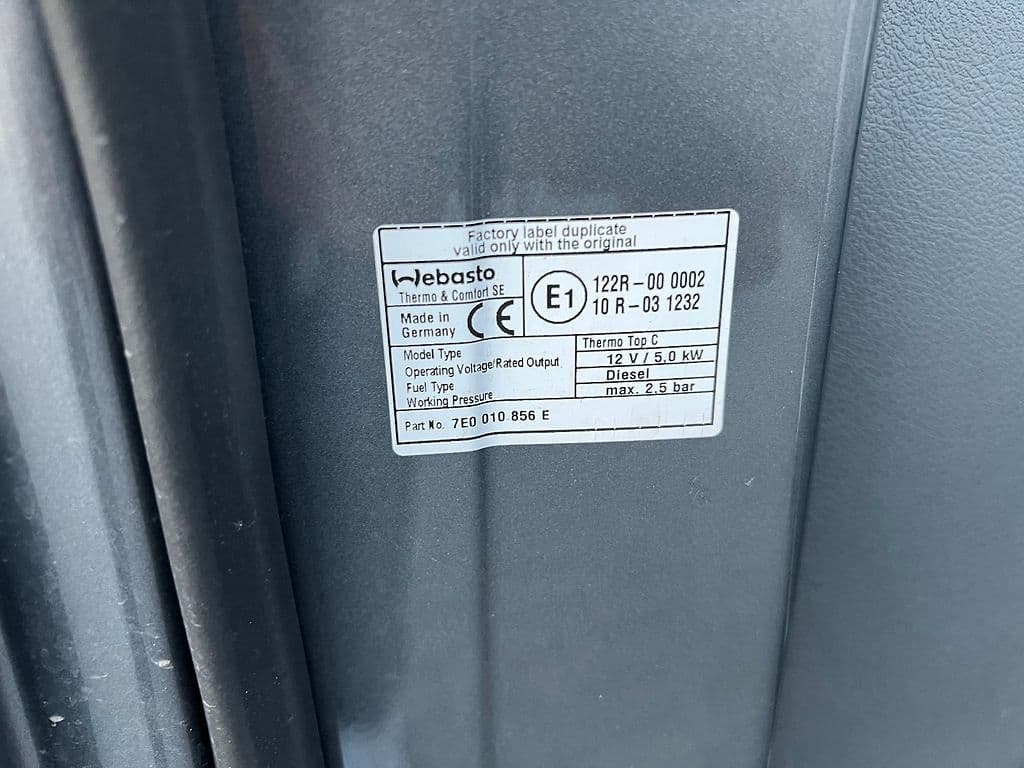 Factory label duplicate
valid only with the original
Webasto
Thermo & Comfort SE
Made in
Germany
CE
E1
122R-00 0002
10 R-03 1232
Model Type
Thermo Top C
Operating Voltage/Rated Output
12 V / 5,0 kW
Fuel Type
Diesel
Working Pressure
max. 2,5 bar
Part No. 7E0 010 856 E